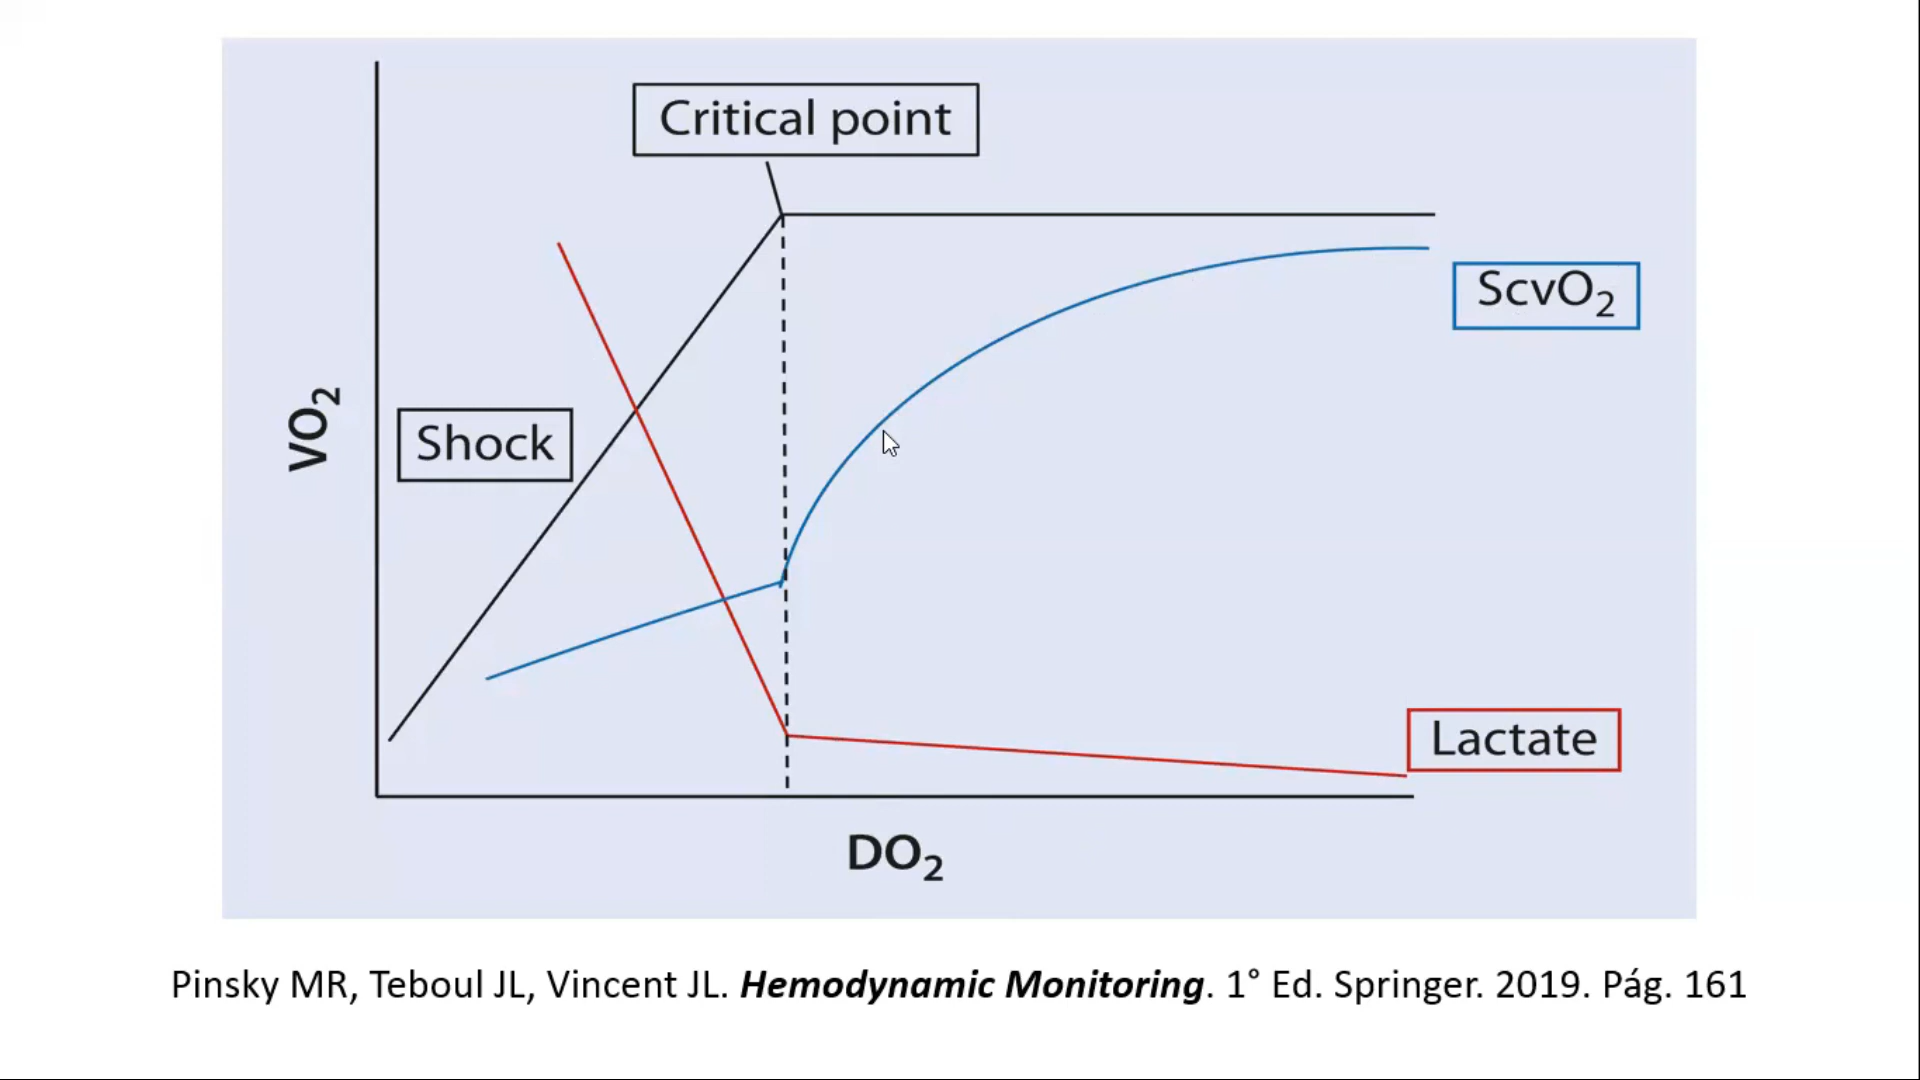 Critical point
ScvO₂
VO₂
Shock
Lactate
DO₂
Pinsky MR, Teboul JL, Vincent JL. Hemodynamic Monitoring. 1° Ed. Springer. 2019. Pág. 161